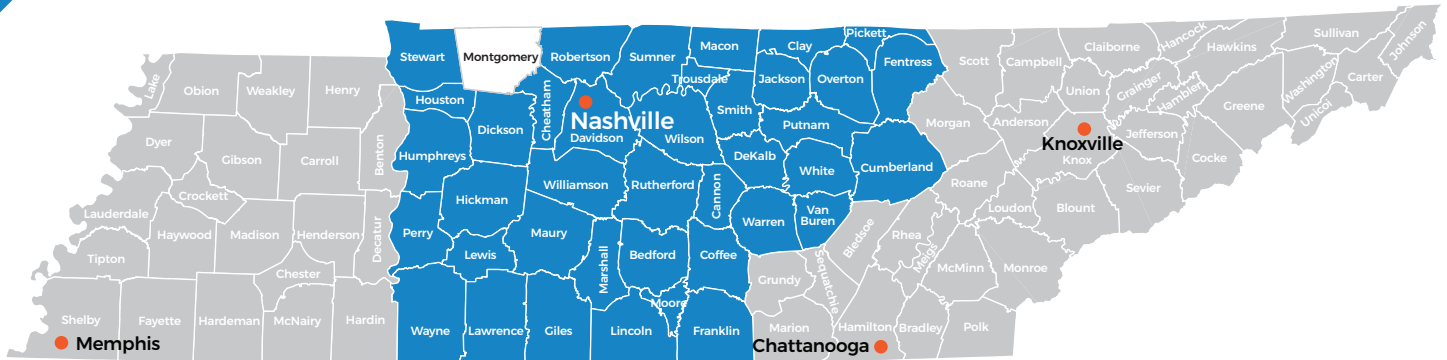 Stewart
Montgomery
Robertson
Sumner
Macon
Clay
Pickett
Fentress
Scott
Campbell
Claiborne
Hancock
Hawkins
Sullivan
Johnson
Lake
Obion
Weakley
Henry
Houston
Cheatham
Trousdale
Jackson
Overton
Union
Grainger
Hamblen
Washington
Carter
Unicoi
Greene
Dyer
Gibson
Carroll
Benton
Humphreys
Dickson
Nashville
Davidson
Wilson
Smith
Putnam
Morgan
Anderson
Knoxville
Knox
Jefferson
Cocke
Crockett
Williamson
Rutherford
Cannon
DeKalb
White
Cumberland
Roane
Loudon
Blount
Sevier
Lauderdale
Haywood
Madison
Henderson
Decatur
Hickman
Perry
Lewis
Maury
Marshall
Bedford
Coffee
Warren
Van
Buren
Bledsoe
Rhea
Meigs
McMinn
Monroe
Tipton
Chester
Moore
Grundy
Sequatchie
Shelby
Fayette
Hardeman
McNairy
Hardin
Wayne
Lawrence
Giles
Lincoln
Franklin
Marion
Hamilton
Bradley
Polk
Memphis
Chattanooga